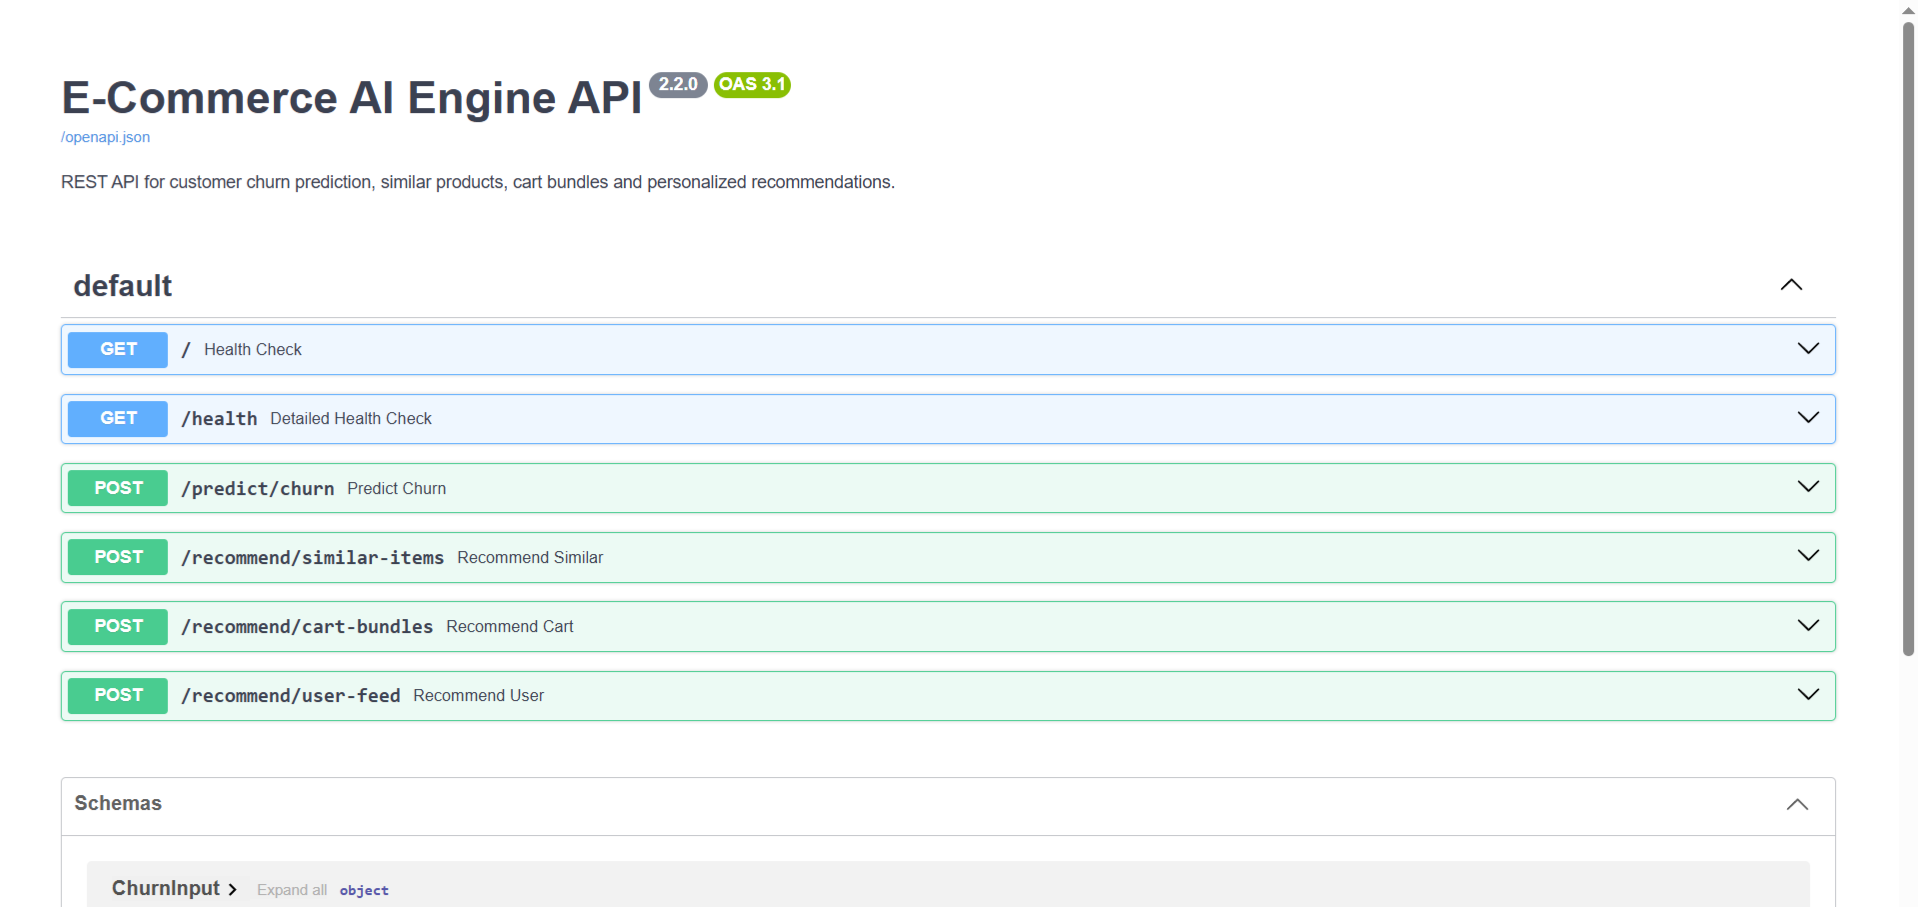 E-Commerce AI Engine API 2.2.0 OAS 3.1
/openapi.json
REST API for customer churn prediction, similar products, cart bundles and personalized recommendations.
default
GET / Health Check
GET /health Detailed Health Check
POST /predict/churn Predict Churn
POST /recommend/similar-items Recommend Similar
POST /recommend/cart-bundles Recommend Cart
POST /recommend/user-feed Recommend User
Schemas
ChurnInput Expand all object